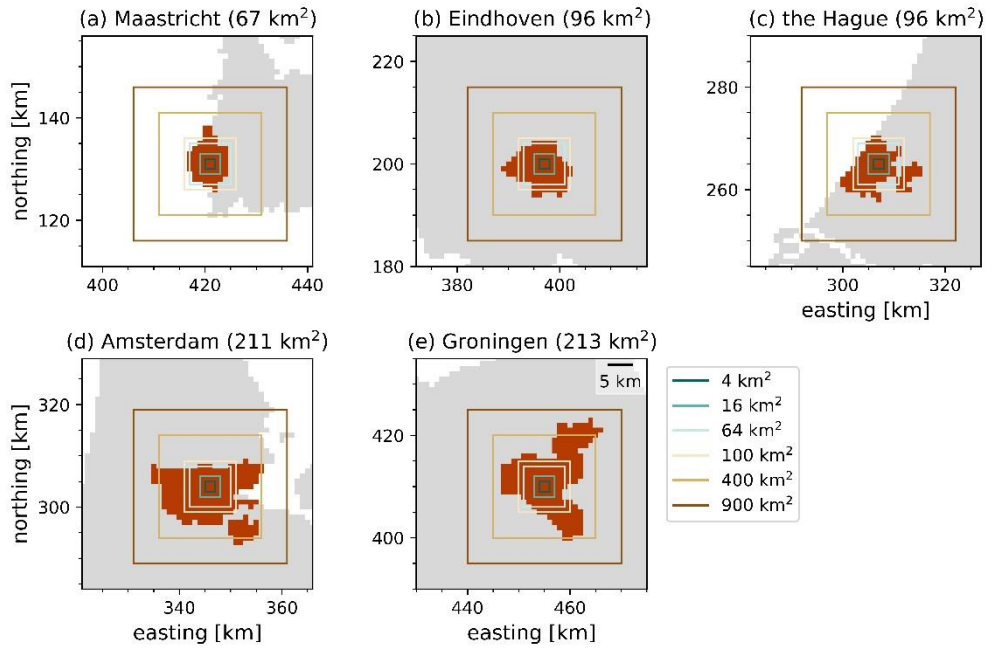 (a) Maastricht (67 km²)
(b) Eindhoven (96 km²)
(c) the Hague (96 km²)
northing [km]
140
120
400
420
440
220
200
180
380
400
280
260
300
320
easting [km]
(d) Amsterdam (211 km²)
(e) Groningen (213 km²)
northing [km]
320
300
340
360
easting [km]
5 km
420
400
440
460
easting [km]
4 km²
16 km²
64 km²
100 km²
400 km²
900 km²